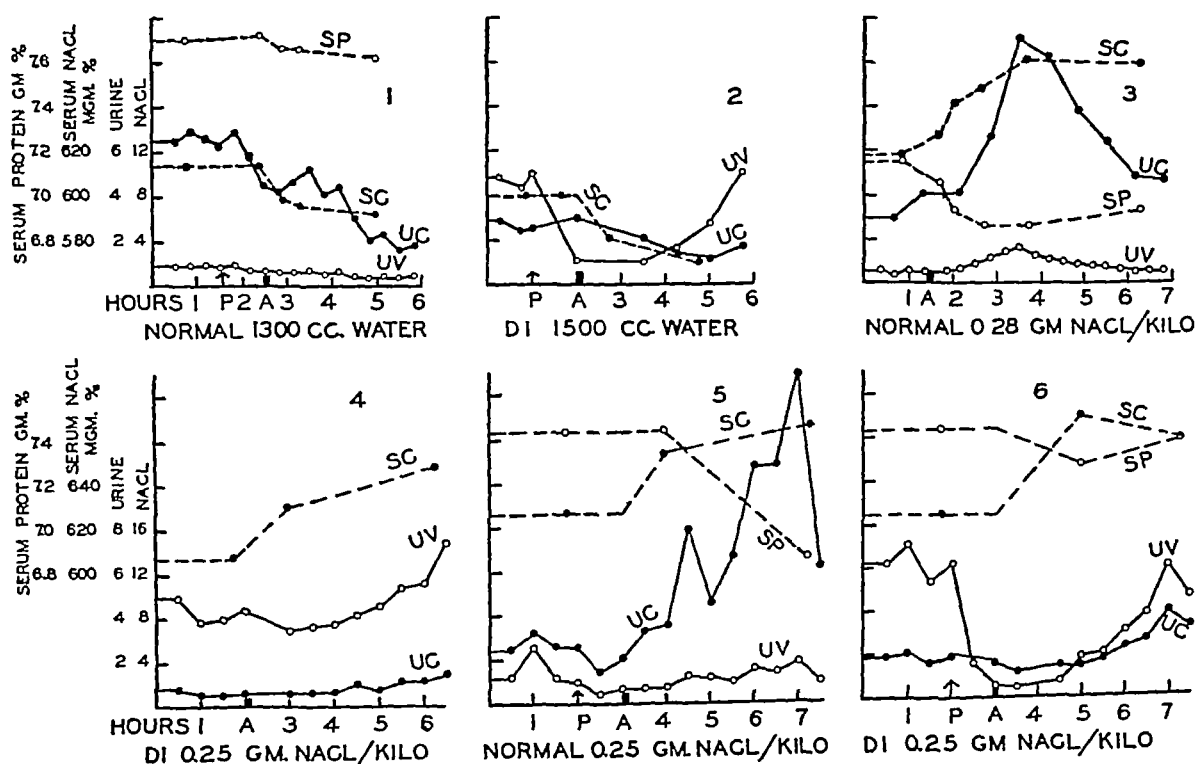 SERUM PROTEIN GM %
SERUM NACL MGM. %
URINE NACL
7.6
7.4
7.2 620 6 12
7.0 600 4 8
6.8 580 2 4
SP
1
SC
UC
UV
HOURS 1 P 2 A 3 4 5 6
NORMAL 1300 CC. WATER
2
UV
SC
UC
P A 3 4 5 6
DI 1500 CC. WATER
SC
3
UC
SP
UV
1 A 2 3 4 5 6 7
NORMAL 0 28 GM NACL/KILO
SERUM PROTEIN GM. %
SERUM NACL MGM. %
URINE NACL
7.4
7.2 640
7.0 620 8 16
6.8 600 6 12
4 8
2 4
4
SC
UV
UC
HOURS 1 A 3 4 5 6
DI 0.25 GM. NACL/KILO
5
SC
SP
UC
UV
1 P A 4 5 6 7
NORMAL 0.25 GM. NACL/KILO
6
SC
SP
UV
UC
1 P A 4 5 6 7
DI 0.25 GM NACL/KILO